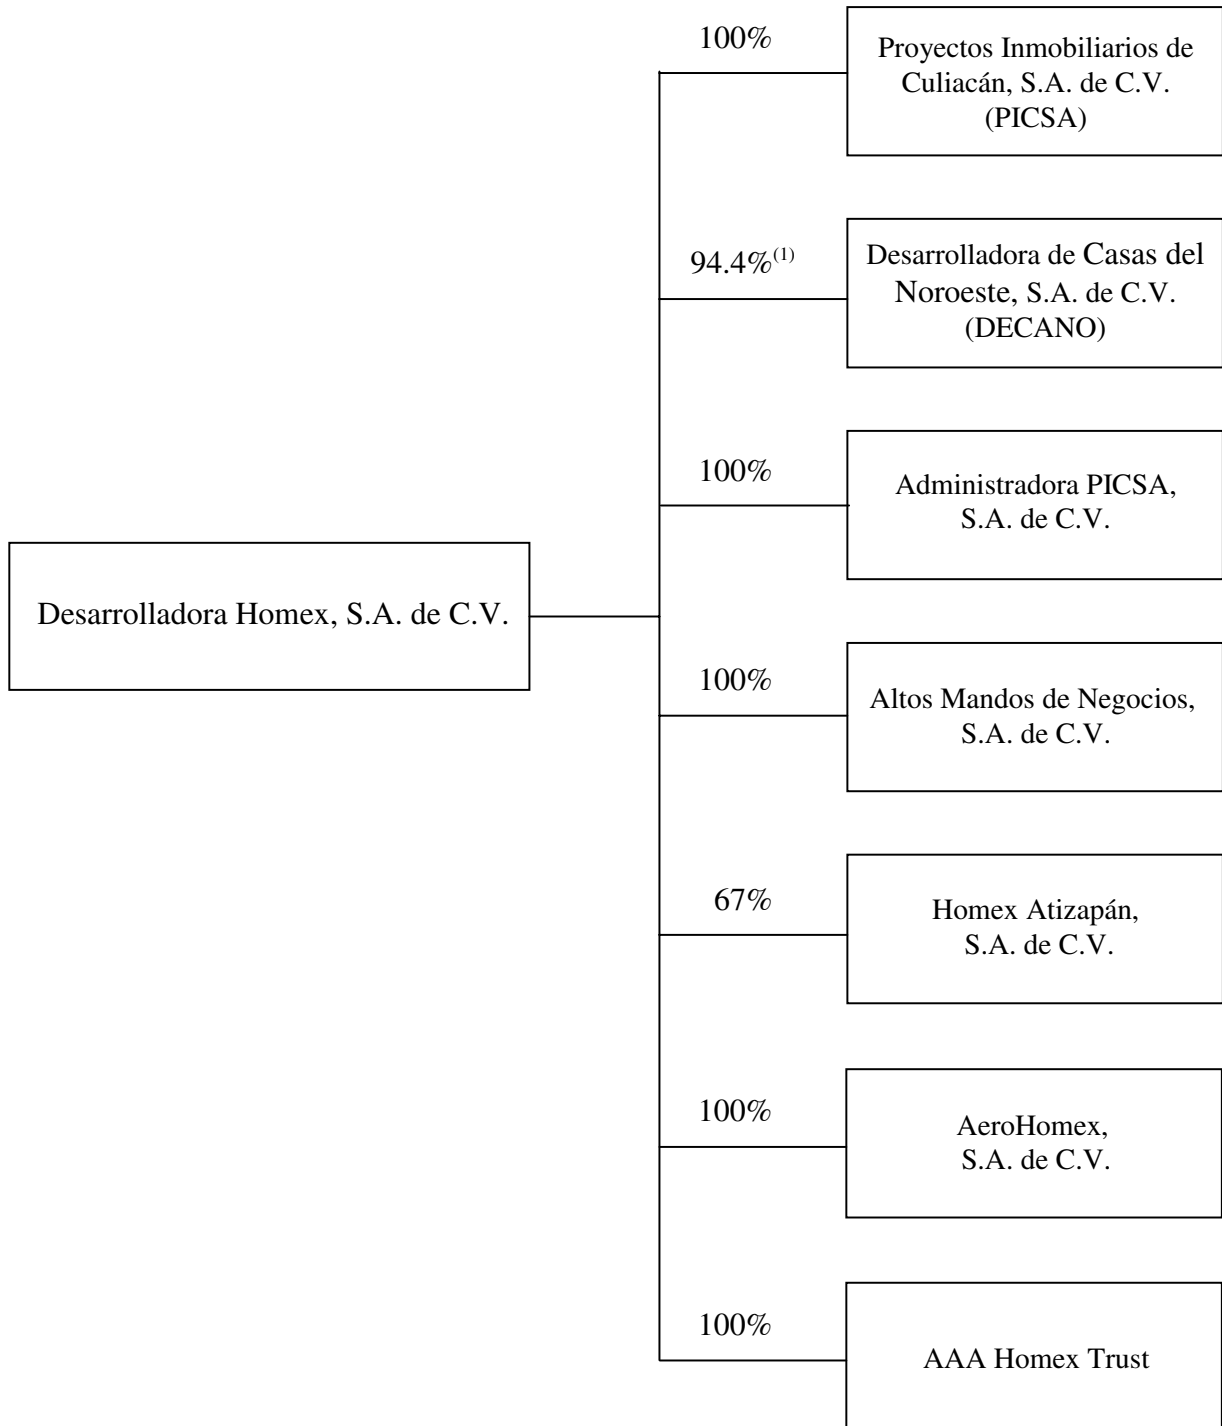 100%
Proyectos Inmobiliarios de
Culiacán, S.A. de C.V.
(PICSA)
94.4%(1)
Desarrolladora de Casas del
Noroeste, S.A. de C.V.
(DECANO)
100%
Administradora PICSA,
S.A. de C.V.
Desarrolladora Homex, S.A. de C.V.
100%
Altos Mandos de Negocios,
S.A. de C.V.
67%
Homex Atizapán,
S.A. de C.V.
100%
AeroHomex,
S.A. de C.V.
100%
AAA Homex Trust